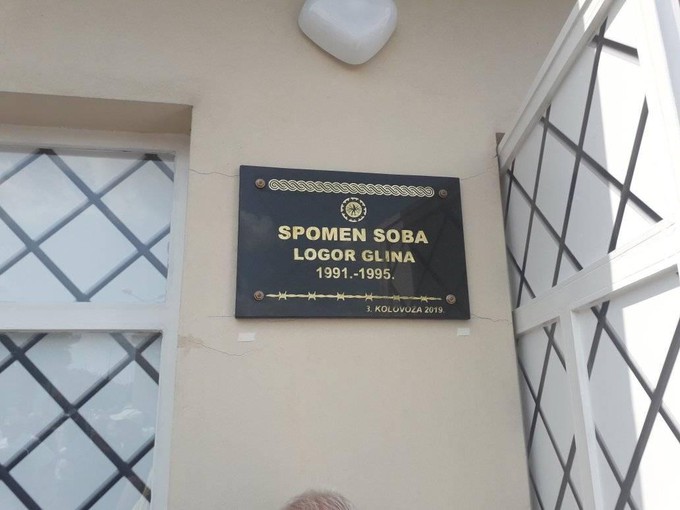 SPOMEN SOBA
LOGOR GLINA
1991.-1995.
3. KOLOVOZA 2019.